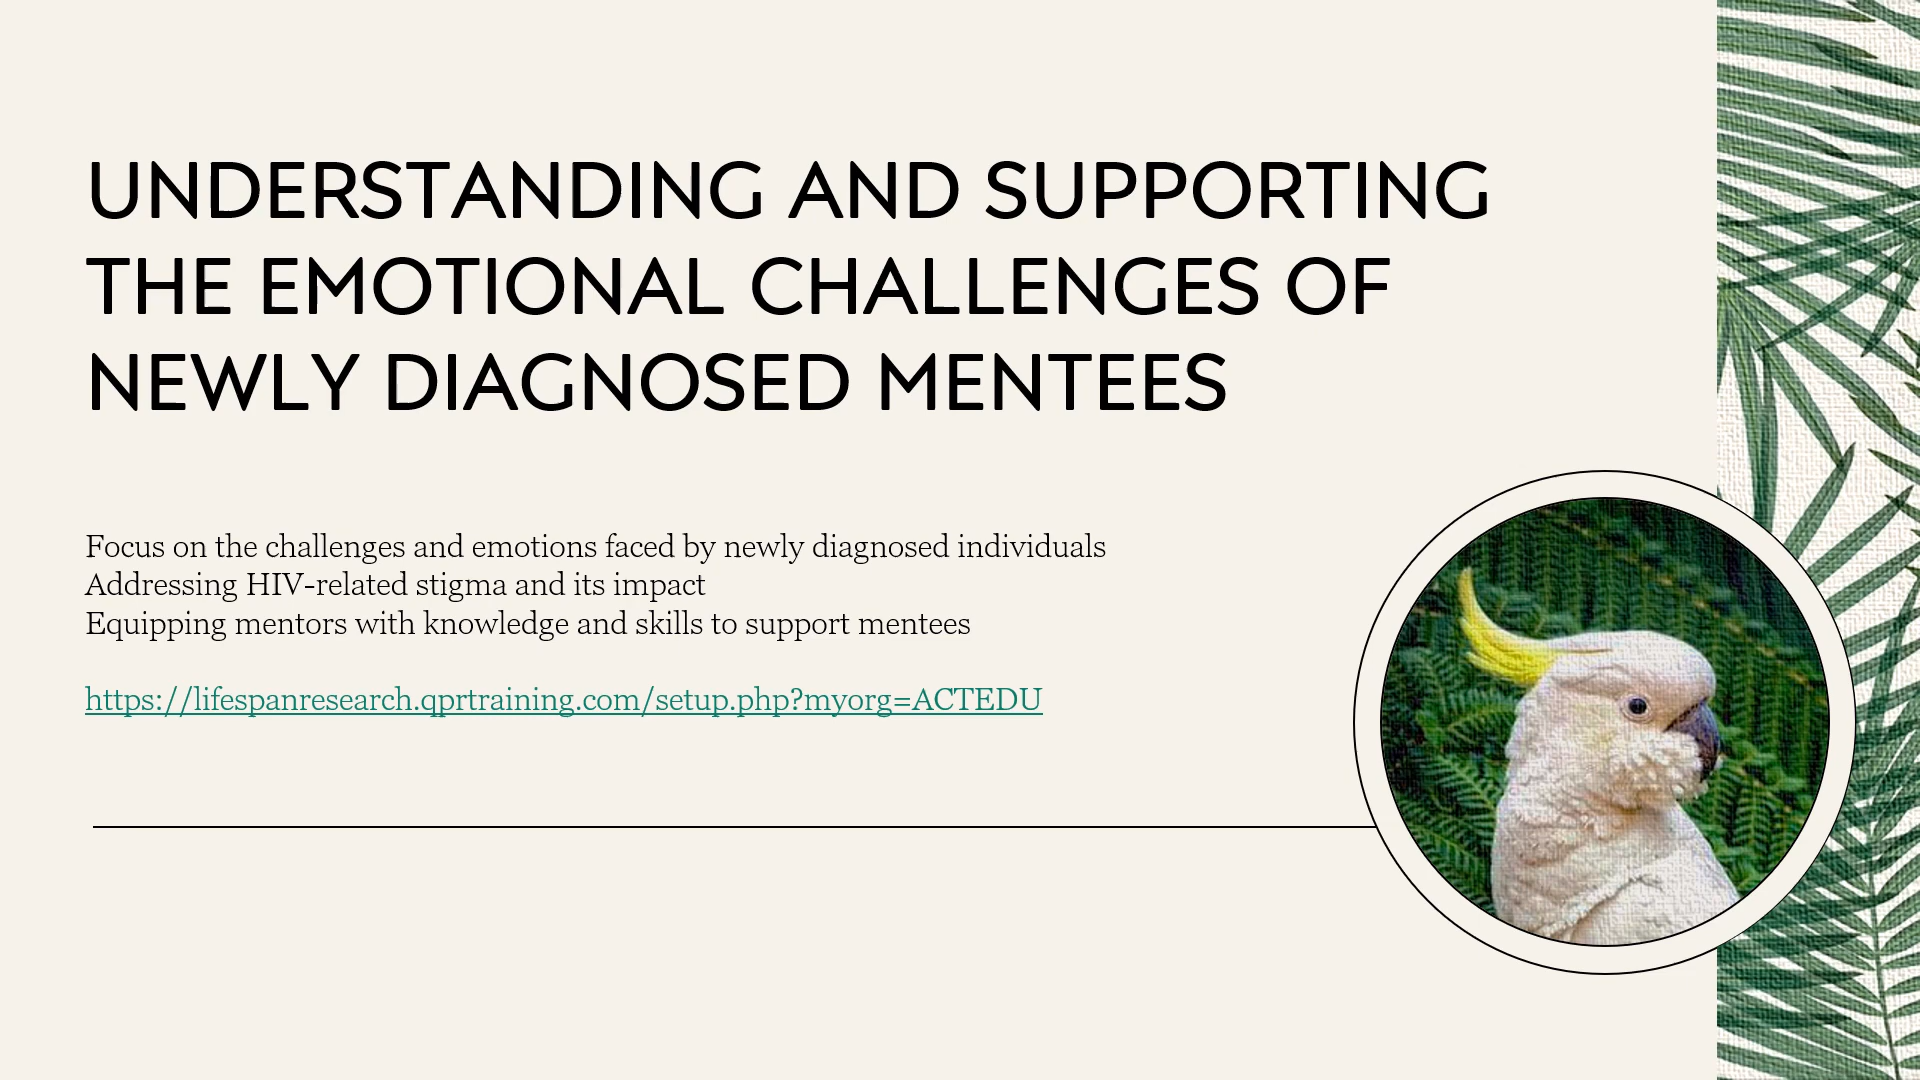 UNDERSTANDING AND SUPPORTING
THE EMOTIONAL CHALLENGES OF
NEWLY DIAGNOSED MENTEES
Focus on the challenges and emotions faced by newly diagnosed individuals
Addressing HIV-related stigma and its impact
Equipping mentors with knowledge and skills to support mentees
https://lifespanresearch.qprtraining.com/setup.php?myorg=ACTEDU